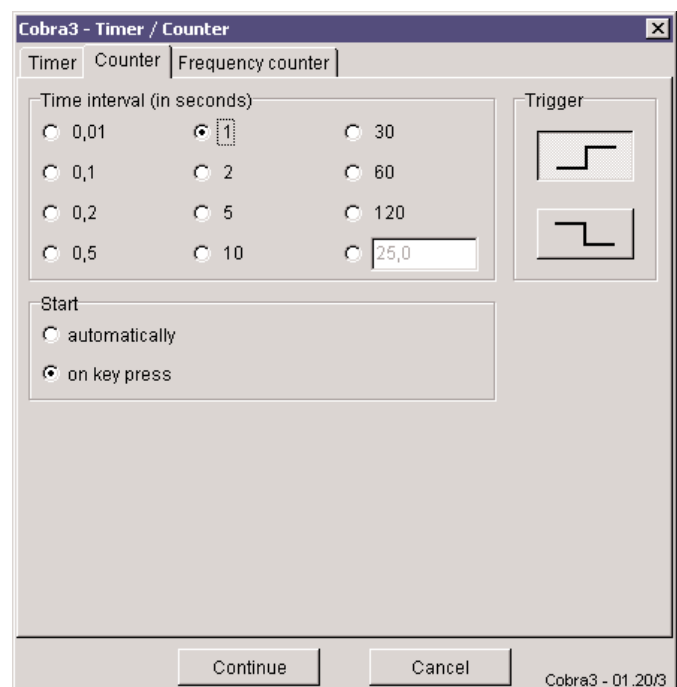 Cobra3 - Timer / Counter
Timer Counter Frequency counter
Time interval (in seconds)
Trigger
0,01 1 30
0,1 2 60
0,2 5 120
0,5 10 25,0
Start
automatically
on key press
Continue Cancel
Cobra3 - 01.20/3